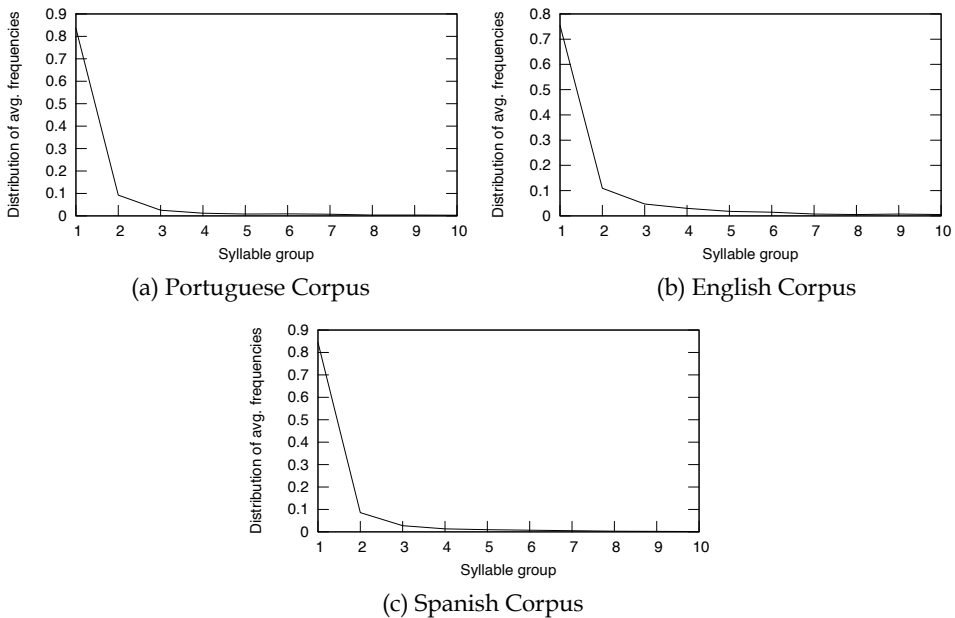 Distribution of avg. frequencies
0.9
0.8
0.7
0.6
0.5
0.4
0.3
0.2
0.1
0
1 2 3 4 5 6 7 8 9 10
Syllable group
(a) Portuguese Corpus
Distribution of avg. frequencies
0.8
0.7
0.6
0.5
0.4
0.3
0.2
0.1
0
1 2 3 4 5 6 7 8 9 10
Syllable group
(b) English Corpus
Distribution of avg. frequencies
0.9
0.8
0.7
0.6
0.5
0.4
0.3
0.2
0.1
0
1 2 3 4 5 6 7 8 9 10
Syllable group
(c) Spanish Corpus